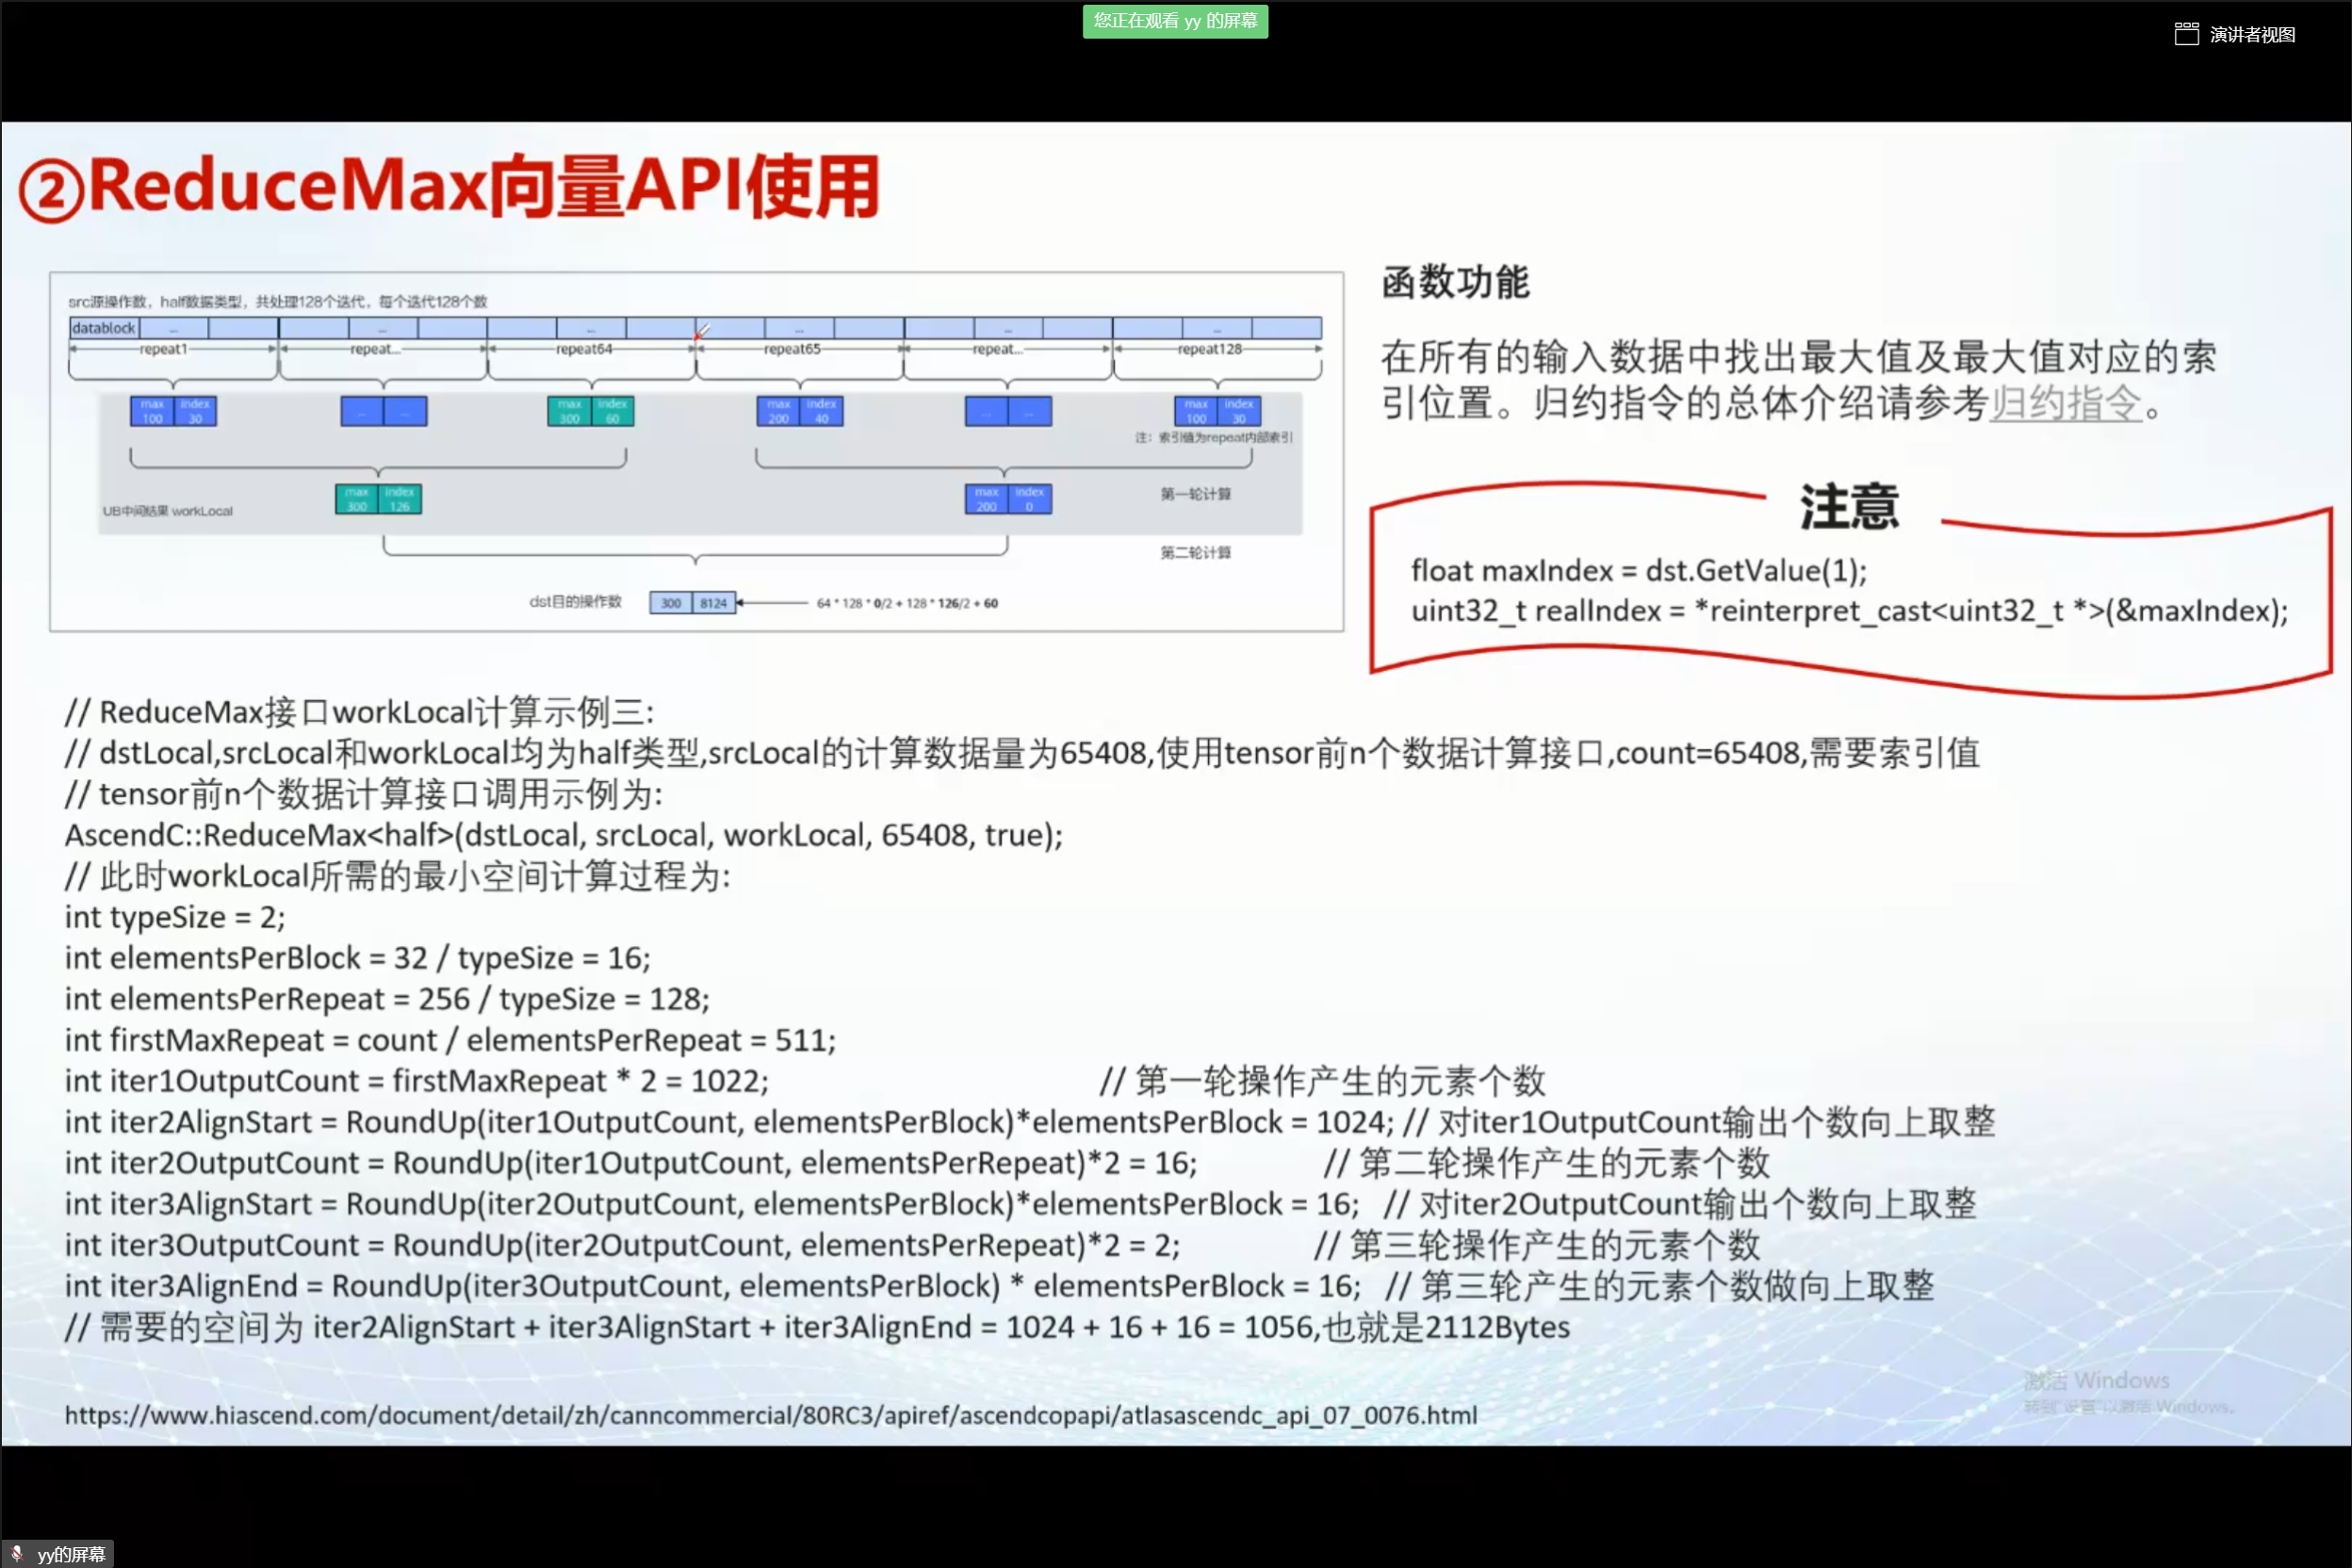 您正在观看 yy 的屏幕
演讲者视图
②ReduceMax向量API使用
src源操作数，half数据类型，共处理128个迭代，每个迭代128个数
datablock ... ... ... ... ... ...
repeat1 repeat... repeat64 repeat65 repeat... repeat128
max index ... ... max index max index ... ... max index
100 30 300 60 200 40 100 30
注：索引值为repeat内部索引
max index max index
300 126 200 0
第一轮计算
UB中间结果 workLocal
第二轮计算
dst目的操作数 300 8124 64 * 128 * 0/2 + 128 * 126/2 + 60
函数功能
在所有的输入数据中找出最大值及最大值对应的索
引位置。归约指令的总体介绍请参考归约指令。
注意
float maxIndex = dst.GetValue(1);
uint32_t realIndex = *reinterpret_cast<uint32_t *>(&maxIndex);
// ReduceMax接口workLocal计算示例三:
// dstLocal,srcLocal和workLocal均为half类型,srcLocal的计算数据量为65408,使用tensor前n个数据计算接口,count=65408,需要索引值
// tensor前n个数据计算接口调用示例为:
AscendC::ReduceMax<half>(dstLocal, srcLocal, workLocal, 65408, true);
// 此时workLocal所需的最小空间计算过程为:
int typeSize = 2;
int elementsPerBlock = 32 / typeSize = 16;
int elementsPerRepeat = 256 / typeSize = 128;
int firstMaxRepeat = count / elementsPerRepeat = 511;
int iter1OutputCount = firstMaxRepeat * 2 = 1022; // 第一轮操作产生的元素个数
int iter2AlignStart = RoundUp(iter1OutputCount, elementsPerBlock)*elementsPerBlock = 1024; // 对iter1OutputCount输出个数向上取整
int iter2OutputCount = RoundUp(iter1OutputCount, elementsPerRepeat)*2 = 16; // 第二轮操作产生的元素个数
int iter3AlignStart = RoundUp(iter2OutputCount, elementsPerBlock)*elementsPerBlock = 16; // 对iter2OutputCount输出个数向上取整
int iter3OutputCount = RoundUp(iter2OutputCount, elementsPerRepeat)*2 = 2; // 第三轮操作产生的元素个数
int iter3AlignEnd = RoundUp(iter3OutputCount, elementsPerBlock) * elementsPerBlock = 16; // 第三轮产生的元素个数做向上取整
// 需要的空间为 iter2AlignStart + iter3AlignStart + iter3AlignEnd = 1024 + 16 + 16 = 1056,也就是2112Bytes
https://www.hiascend.com/document/detail/zh/canncommercial/80RC3/apiref/ascendcopapi/atlasascendc_api_07_0076.html
激活 Windows
转到"设置"以激活 Windows。
yy的屏幕